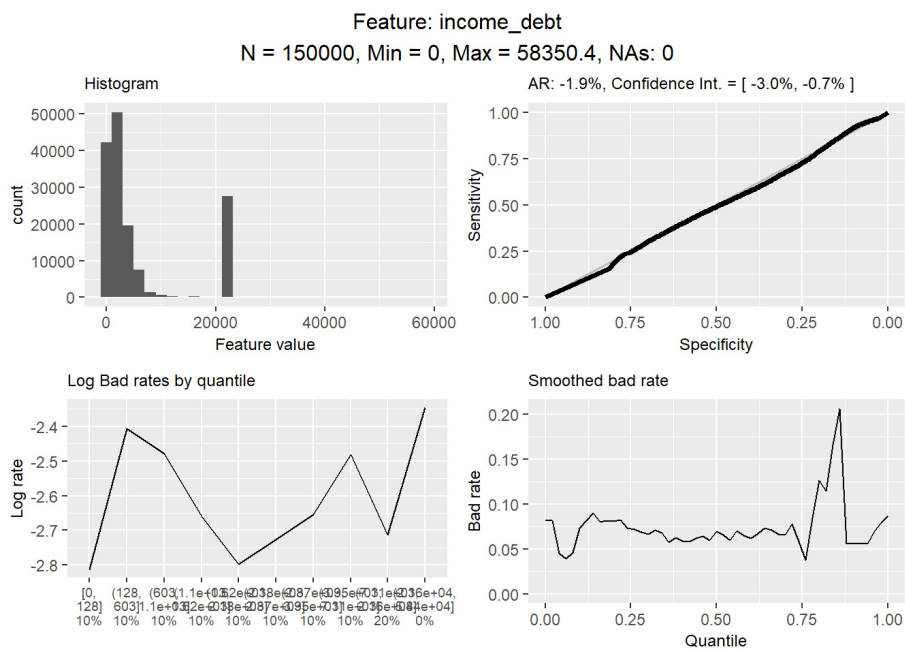 Feature: income_debt
N = 150000, Min = 0, Max = 58350.4, NAs: 0
Histogram
50000
40000
30000
20000
10000
0
count
0 20000 40000 60000
Feature value
AR: -1.9%, Confidence Int. = [ -3.0%, -0.7% ]
1.00
0.75
0.50
0.25
0.00
Sensitivity
1.00 0.75 0.50 0.25 0.00
Specificity
Log Bad rates by quantile
-2.4
-2.5
-2.6
-2.7
-2.8
Log rate
[0, (128, (603,
128] 603]
10% 10% 10% 10% 10% 10% 10% 10% 20% 0%
Smoothed bad rate
0.20
0.15
0.10
0.05
0.00
Bad rate
0.00 0.25 0.50 0.75 1.00
Quantile